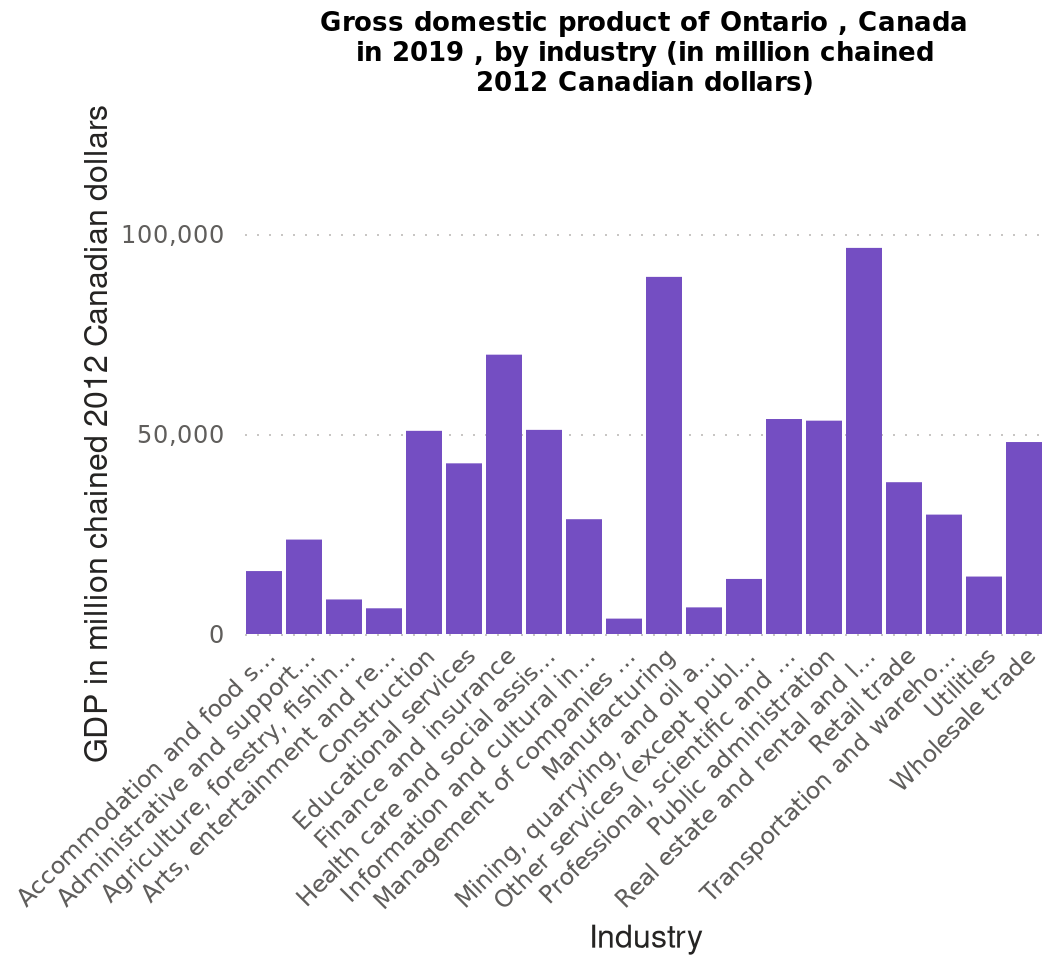 Gross domestic product of Ontario , Canada
in 2019 , by industry (in million chained
2012 Canadian dollars)
GDP in million chained 2012 Canadian dollars
100,000
50,000
0
Accommodation and food s...
Administrative and support...
Agriculture, forestry, fishin...
Arts, entertainment and re...
Construction
Educational services
Finance and insurance
Health care and social assis...
Information and cultural in...
Management of companies ...
Manufacturing
Mining, quarrying, and oil a...
Other services (except publ...
Professional, scientific and ...
Public administration
Real estate and rental and l...
Retail trade
Transportation and wareho...
Utilities
Wholesale trade
Industry